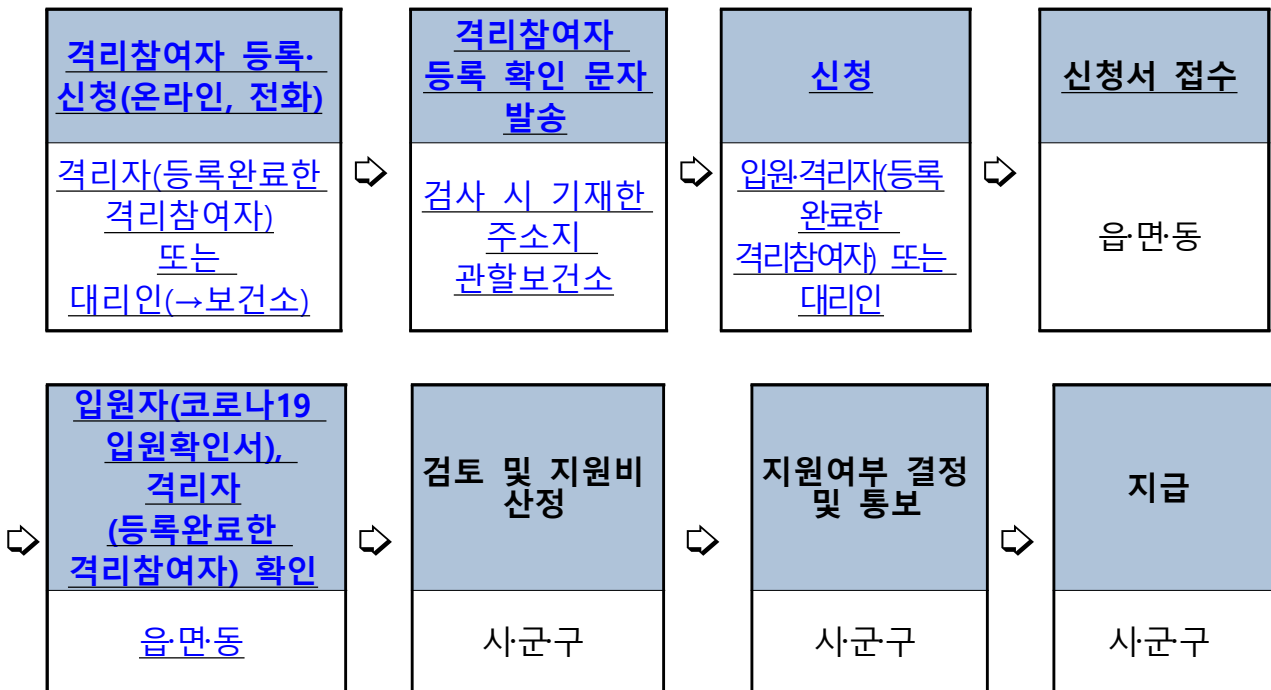 격리참여자 등록·
신청(온라인, 전화)
격리자(등록완료한
격리참여자)
또는
대리인(→보건소)
⇨
격리참여자
등록 확인 문자
발송
검사 시 기재한
주소지
관할보건소
⇨
신청
입원·격리자(등록
완료한
격리참여자) 또는
대리인
⇨
신청서 접수
읍·면·동
⇨
입원자(코로나19
입원확인서),
격리자
(등록완료한
격리참여자) 확인
읍·면·동
⇨
검토 및 지원비
산정
시·군·구
⇨
지원여부 결정
및 통보
시·군·구
⇨
지급
시·군·구